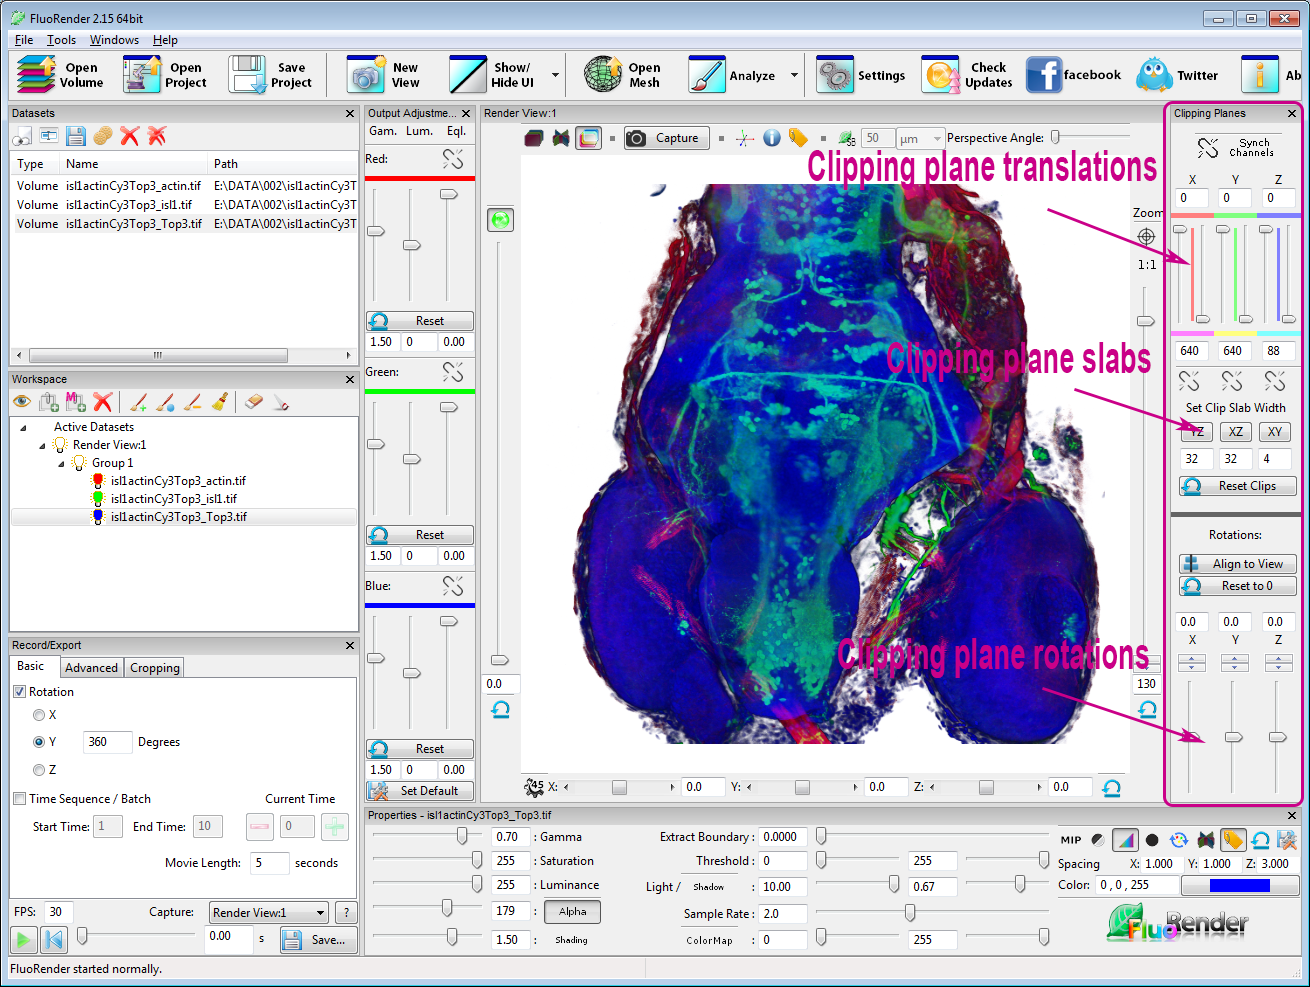 FluoRender 2.15 64bit
File Tools Windows Help
Open Volume
Open Project
Save Project
New View
Show/ Hide UI
Open Mesh
Analyze
Settings
Check Updates
facebook
Twitter
Ab
Datasets
Type Name Path
Volume isl1actinCy3Top3_actin.tif E:\DATA\002\isl1actinCy3T
Volume isl1actinCy3Top3_isl1.tif E:\DATA\002\isl1actinCy3T
Volume isl1actinCy3Top3_Top3.tif E:\DATA\002\isl1actinCy3T
Workspace
Active Datasets
Render View:1
Group 1
isl1actinCy3Top3_actin.tif
isl1actinCy3Top3_isl1.tif
isl1actinCy3Top3_Top3.tif
Record/Export
Basic Advanced Cropping
Rotation
X
Y 360 Degrees
Z
Time Sequence / Batch Current Time
Start Time: 1 End Time: 10 0
Movie Length: 5 seconds
FPS: 30 Capture: Render View:1 ?
0.00 s Save...
FluoRender started normally.
Output Adjustme...
Gam. Lum. Eql.
Red:
Reset
1.50 0 0.00
Green:
Reset
1.50 0 0.00
Blue:
Reset
1.50 0 0.00
Set Default
Render View:1
Capture SB 50 μm Perspective Angle:
Clipping plane translations
Zoom
1:1
Clipping plane slabs
Clipping plane rotations
0.0
130
45 X: 0.0 Y: 0.0 Z: 0.0
Clipping Planes
Synch Channels
X Y Z
0 0 0
640 640 88
Set Clip Slab Width
YZ XZ XY
32 32 4
Reset Clips
Rotations:
Align to View
Reset to 0
0.0 0.0 0.0
X Y Z
Properties - isl1actinCy3Top3_Top3.tif
0.70 : Gamma Extract Boundary : 0.0000
255 : Saturation Threshold : 0 255
255 : Luminance Light / Shadow : 10.00 0.67
179 : Alpha Sample Rate : 2.0
1.50 : Shading ColorMap : 0 255
MIP
Spacing X: 1.000 Y: 1.000 Z: 3.000
Color: 0 , 0 , 255
FluoRender